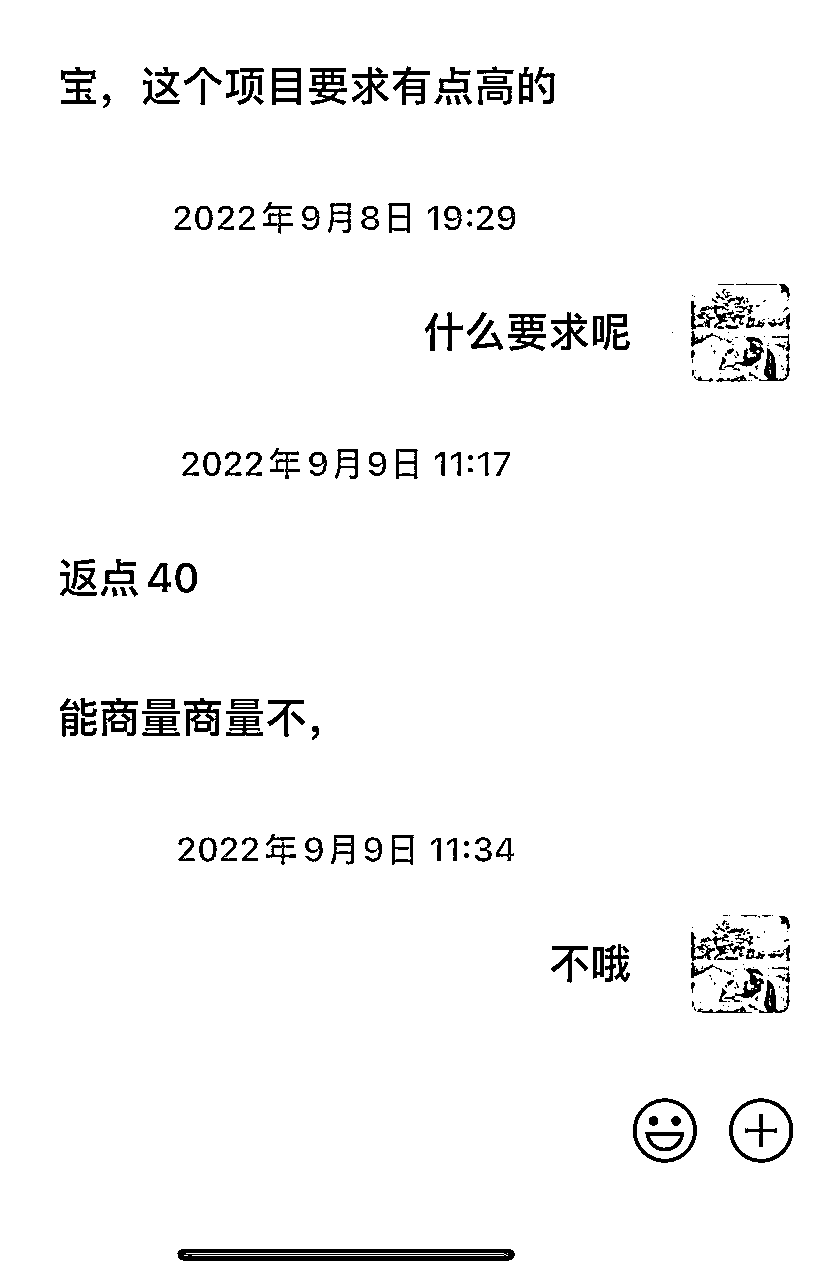 宝，这个项目要求有点高的
2022年9月8日 19:29
什么要求呢
2022年9月9日 11:17
返点40
能商量商量不，
2022年9月9日 11:34
不哦